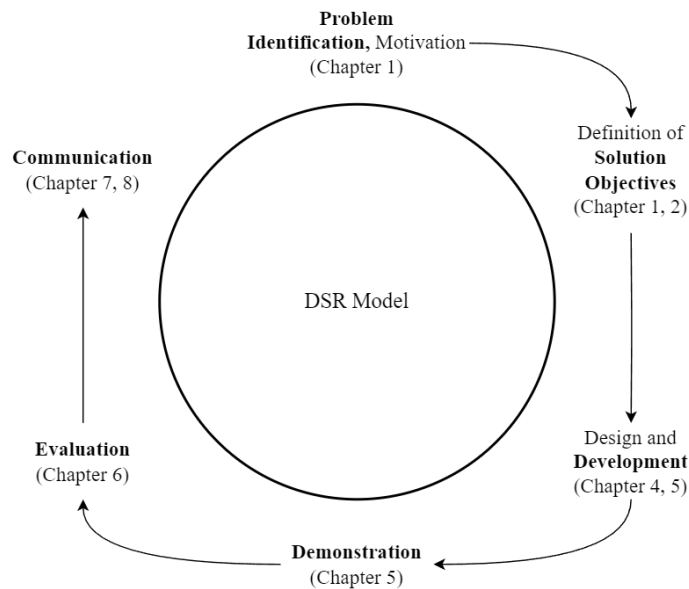 Problem
Identification, Motivation
(Chapter 1)
Definition of
Solution
Objectives
(Chapter 1, 2)
Design and
Development
(Chapter 4, 5)
Demonstration
(Chapter 5)
Evaluation
(Chapter 6)
Communication
(Chapter 7, 8)
DSR Model